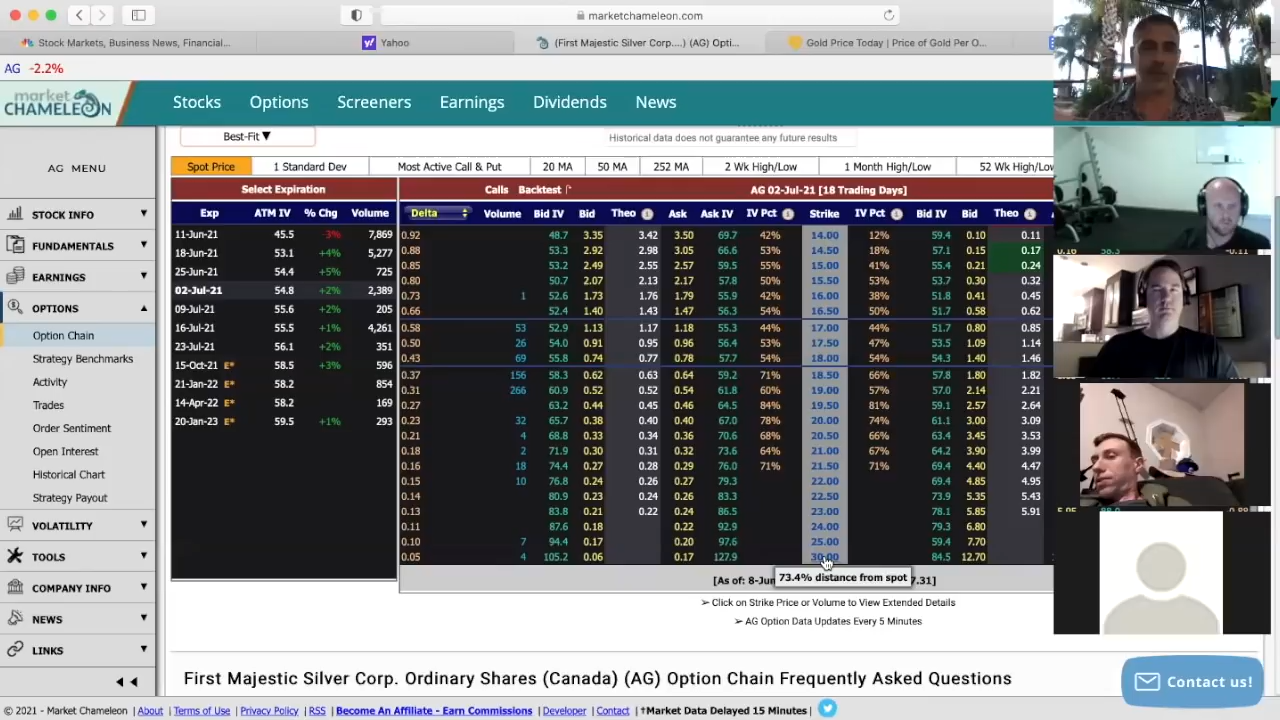 marketchameleon.com
Stock Markets, Business News, Financial...
Yahoo
(First Majestic Silver Corp....) (AG) Opti...
Gold Price Today | Price of Gold Per O...
AG -2.2%
market CHAMELEON
Stocks Options Screeners Earnings Dividends News
Best-Fit ▼
Historical data does not guarantee any future results
AG MENU
STOCK INFO
FUNDAMENTALS
EARNINGS
OPTIONS
Option Chain
Strategy Benchmarks
Activity
Trades
Order Sentiment
Open Interest
Historical Chart
Strategy Payout
VOLATILITY
TOOLS
COMPANY INFO
NEWS
LINKS
Spot Price 1 Standard Dev Most Active Call & Put 20 MA 50 MA 252 MA 2 Wk High/Low 1 Month High/Low 52 Wk High/Low
Select Expiration
Exp ATM IV % Chg Volume
11-Jun-21 45.5 -3% 7,869
18-Jun-21 53.1 +4% 5,277
25-Jun-21 54.4 +5% 725
02-Jul-21 54.8 +2% 2,389
09-Jul-21 55.6 +2% 205
16-Jul-21 55.5 +1% 4,261
23-Jul-21 56.1 +2% 351
15-Oct-21 E* 58.5 +3% 596
21-Jan-22 E* 58.2 854
14-Apr-22 E* 58.2 169
20-Jan-23 E* 59.5 +1% 293
Calls Backtest AG 02-Jul-21 [18 Trading Days]
Delta Volume Bid IV Bid Theo Ask Ask IV IV Pct Strike IV Pct Bid IV Bid Theo
0.92 48.7 3.35 3.42 3.50 69.7 42% 14.00 12% 59.4 0.10 0.11
0.88 53.3 2.92 2.98 3.05 66.6 53% 14.50 18% 57.1 0.15 0.17
0.85 53.2 2.49 2.55 2.57 59.5 55% 15.00 41% 55.4 0.21 0.24
0.80 50.7 2.07 2.13 2.17 57.8 50% 15.50 53% 53.7 0.30 0.32
0.73 1 52.6 1.73 1.76 1.79 55.9 42% 16.00 38% 51.8 0.41 0.45
0.66 52.4 1.40 1.43 1.47 56.3 54% 16.50 50% 51.7 0.58 0.62
0.58 53 52.9 1.13 1.17 1.18 55.3 44% 17.00 44% 51.7 0.80 0.85
0.50 26 54.0 0.91 0.95 0.96 56.4 53% 17.50 47% 53.5 1.09 1.14
0.43 69 55.8 0.74 0.77 0.78 57.7 54% 18.00 54% 54.3 1.40 1.46
0.37 156 58.3 0.62 0.63 0.64 59.2 71% 18.50 66% 57.8 1.80 1.82
0.31 266 60.9 0.52 0.52 0.54 61.8 60% 19.00 57% 57.0 2.14 2.21
0.27 63.2 0.44 0.45 0.46 64.5 84% 19.50 81% 59.1 2.57 2.64
0.23 32 65.7 0.38 0.40 0.40 67.0 78% 20.00 74% 61.1 3.00 3.09
0.21 4 68.8 0.33 0.34 0.36 70.6 68% 20.50 66% 63.4 3.45 3.53
0.18 2 71.9 0.30 0.31 0.32 73.6 64% 21.00 67% 64.2 3.90 3.99
0.16 18 74.4 0.27 0.28 0.29 76.0 71% 21.50 71% 69.4 4.40 4.47
0.15 10 76.8 0.24 0.26 0.27 79.3 22.00 69.4 4.85 4.95
0.14 80.9 0.23 0.24 0.26 83.3 22.50 73.9 5.35 5.43
0.13 83.8 0.21 0.22 0.24 86.5 23.00 78.1 5.85 5.91
0.11 87.6 0.18 0.22 92.9 24.00 79.3 6.80
0.10 7 94.4 0.17 0.20 97.6 25.00 59.4 7.70
0.05 4 105.2 0.06 0.17 127.9 30.00 84.5 12.70
73.4% distance from spot
[As of: 8-Jun 7.31]
➢ Click on Strike Price or Volume to View Extended Details
➢ AG Option Data Updates Every 5 Minutes
First Majestic Silver Corp. Ordinary Shares (Canada) (AG) Option Chain Frequently Asked Questions
Contact us!
© 2021 - Market Chameleon | About | Terms of Use | Privacy Policy | RSS | Become An Affiliate - Earn Commissions | Developer | Contact | †Market Data Delayed 15 Minutes |